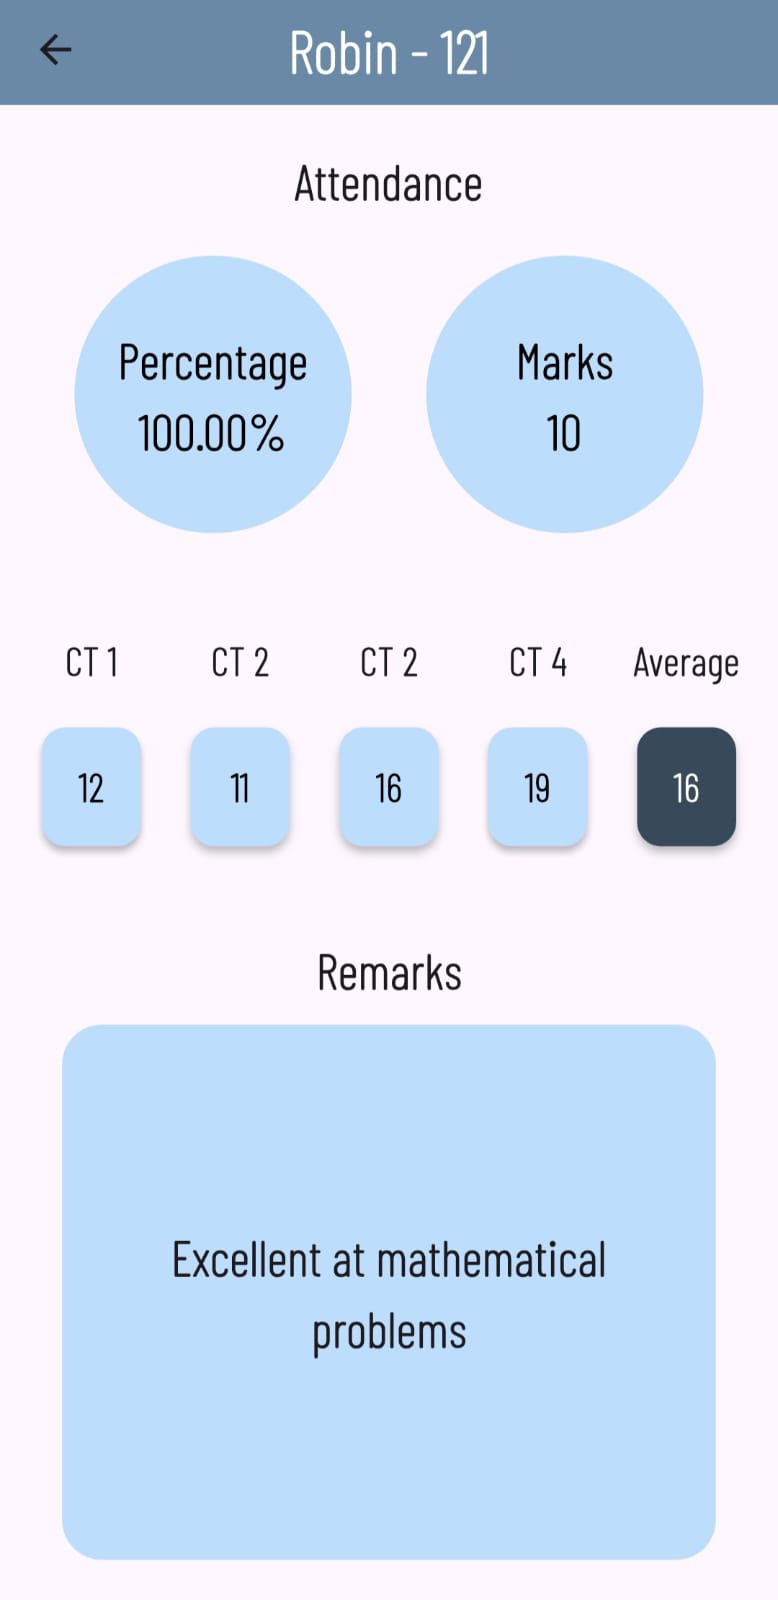 Robin - 121
Attendance
Percentage
100.00%
Marks
10
CT 1 CT 2 CT 2 CT 4 Average
12 11 16 19 16
Remarks
Excellent at mathematical
problems